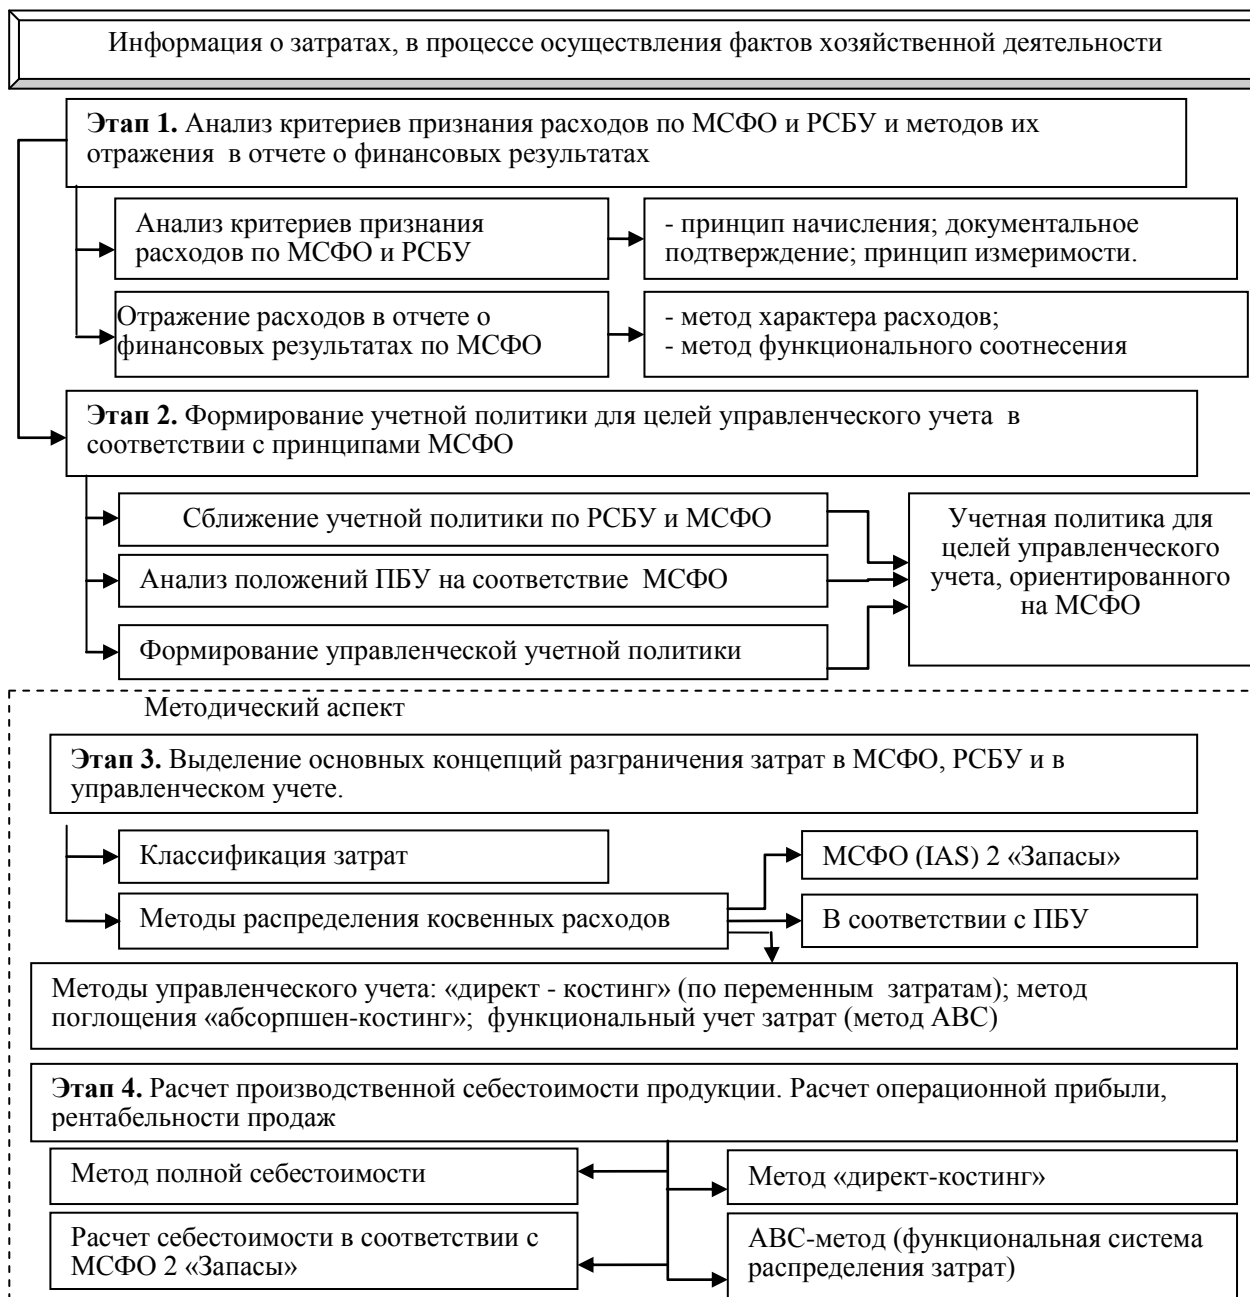 Информация о затратах, в процессе осуществления фактов хозяйственной деятельности
Этап 1. Анализ критериев признания расходов по МСФО и РСБУ и методов их
отражения в отчете о финансовых результатах
Анализ критериев признания
расходов по МСФО и РСБУ
- принцип начисления; документальное
подтверждение; принцип измеримости.
Отражение расходов в отчете о
финансовых результатах по МСФО
- метод характера расходов;
- метод функционального соотнесения
Этап 2. Формирование учетной политики для целей управленческого учета в
соответствии с принципами МСФО
Сближение учетной политики по РСБУ и МСФО
Анализ положений ПБУ на соответствие МСФО
Формирование управленческой учетной политики
Учетная политика для
целей управленческого
учета, ориентированного
на МСФО
Методический аспект
Этап 3. Выделение основных концепций разграничения затрат в МСФО, РСБУ и в
управленческом учете.
Классификация затрат
Методы распределения косвенных расходов
МСФО (IAS) 2 «Запасы»
В соответствии с ПБУ
Методы управленческого учета: «директ - костинг» (по переменным затратам); метод
поглощения «абсорпшен-костинг»; функциональный учет затрат (метод АВС)
Этап 4. Расчет производственной себестоимости продукции. Расчет операционной прибыли,
рентабельности продаж
Метод полной себестоимости
Метод «директ-костинг»
Расчет себестоимости в соответствии с
МСФО 2 «Запасы»
АВС-метод (функциональная система
распределения затрат)